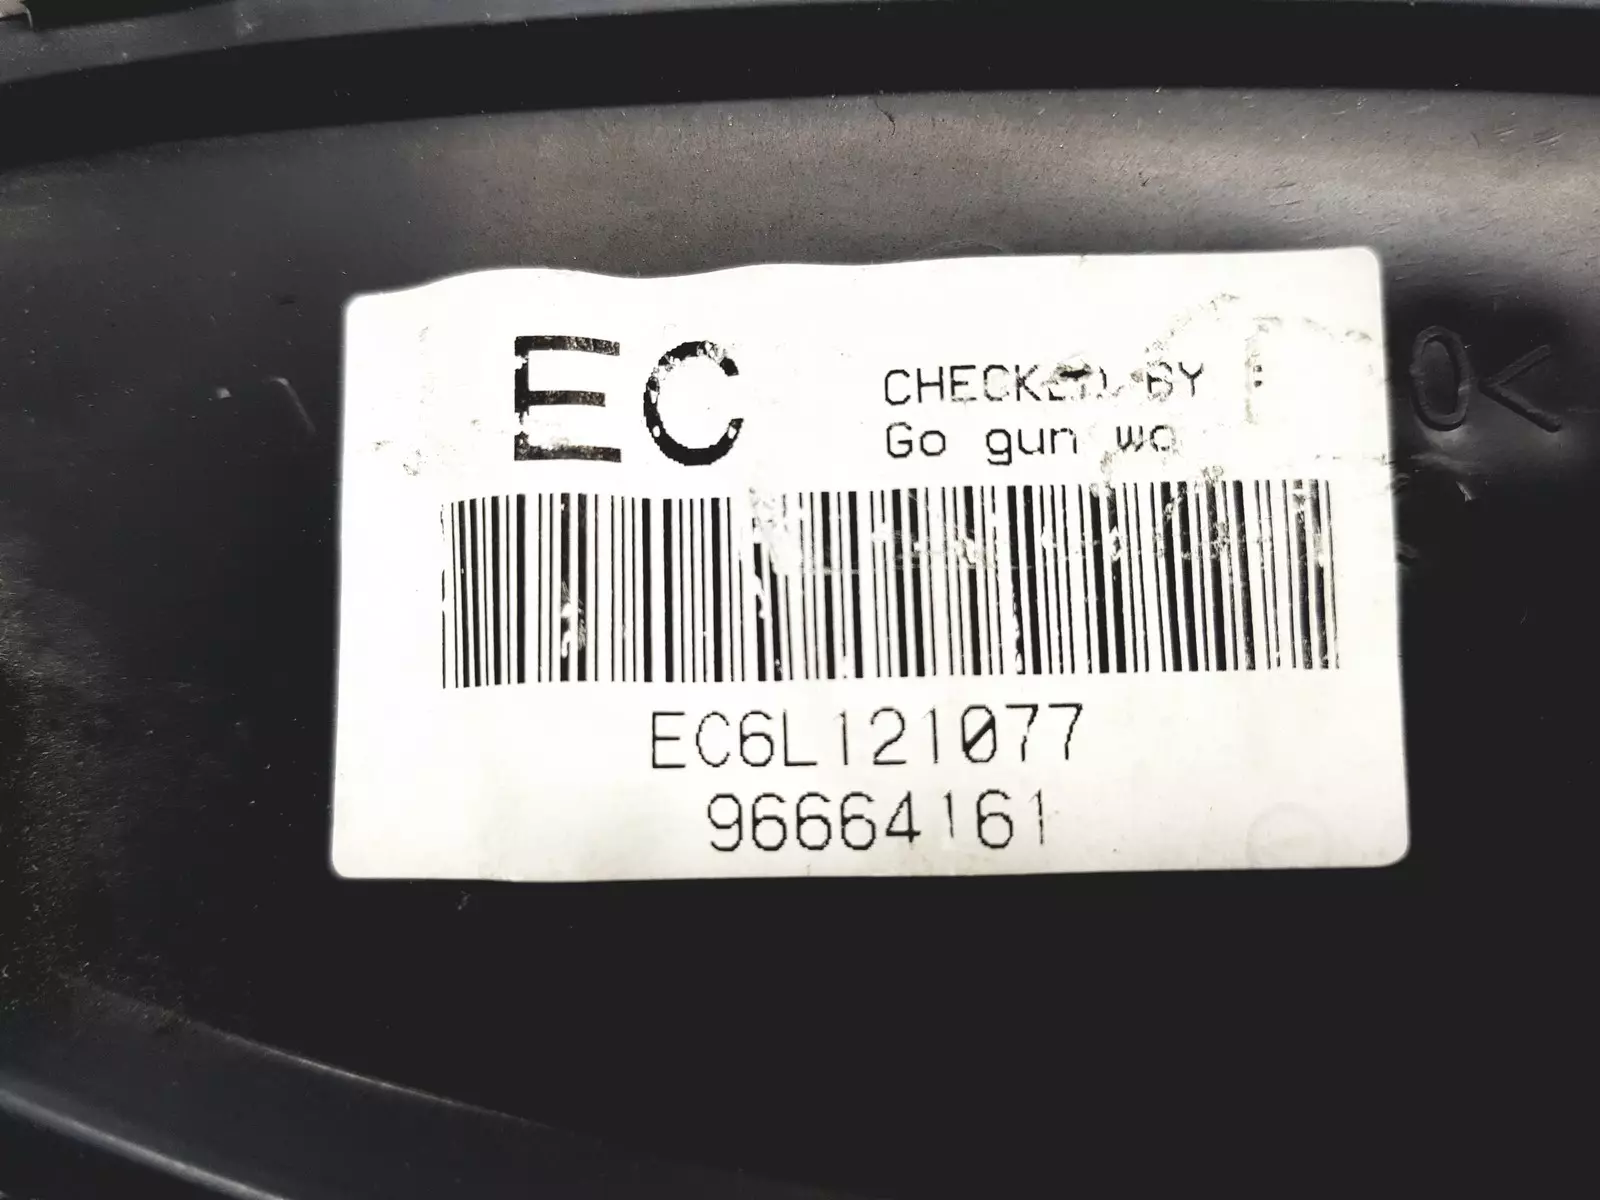 EC
CHECKED BY :
Go gun wo
EC6L121077
96664161